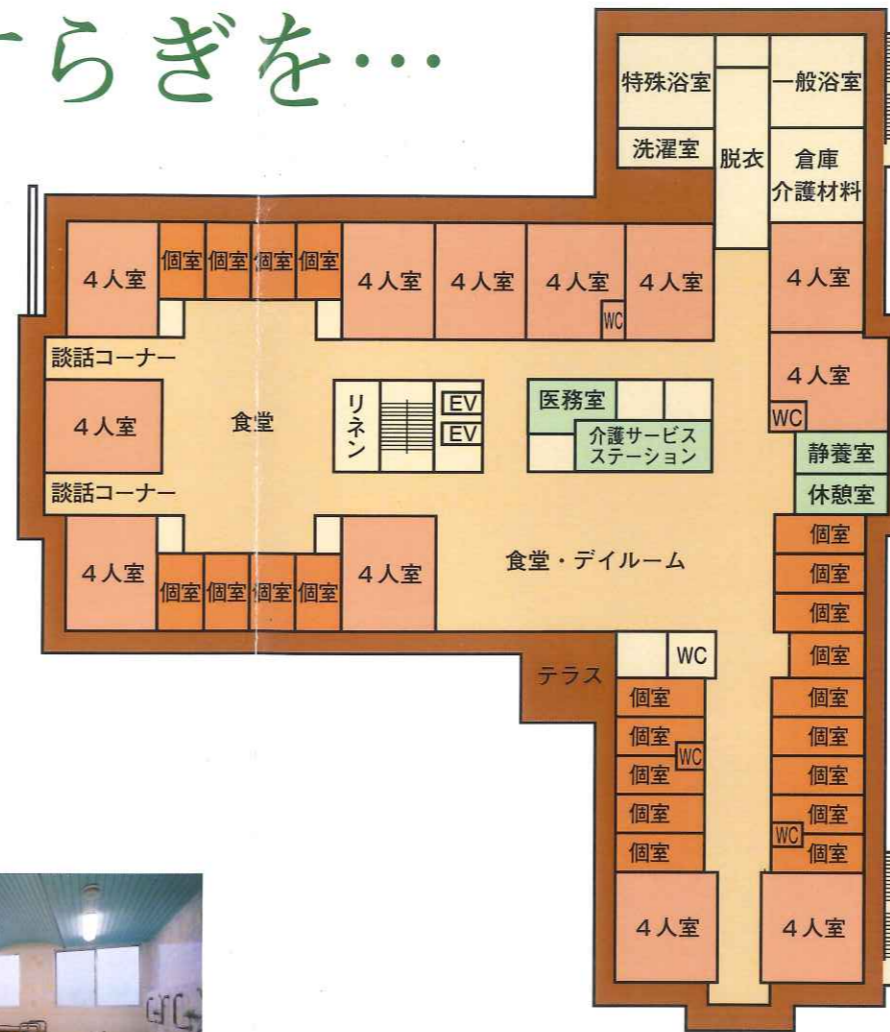 らぎを…
特殊浴室
一般浴室
洗濯室
脱衣
倉庫
介護材料
4人室
個室
個室
個室
個室
4人室
4人室
4人室
WC
4人室
4人室
談話コーナー
4人室
WC
4人室
食堂
リネン
EV
EV
医務室
介護サービス
ステーション
静養室
談話コーナー
休憩室
4人室
個室
個室
個室
個室
4人室
食堂・デイルーム
個室
個室
個室
テラス
WC
個室
個室
個室
個室
個室
WC
個室
個室
個室
個室
個室
WC
個室
個室
4人室
4人室